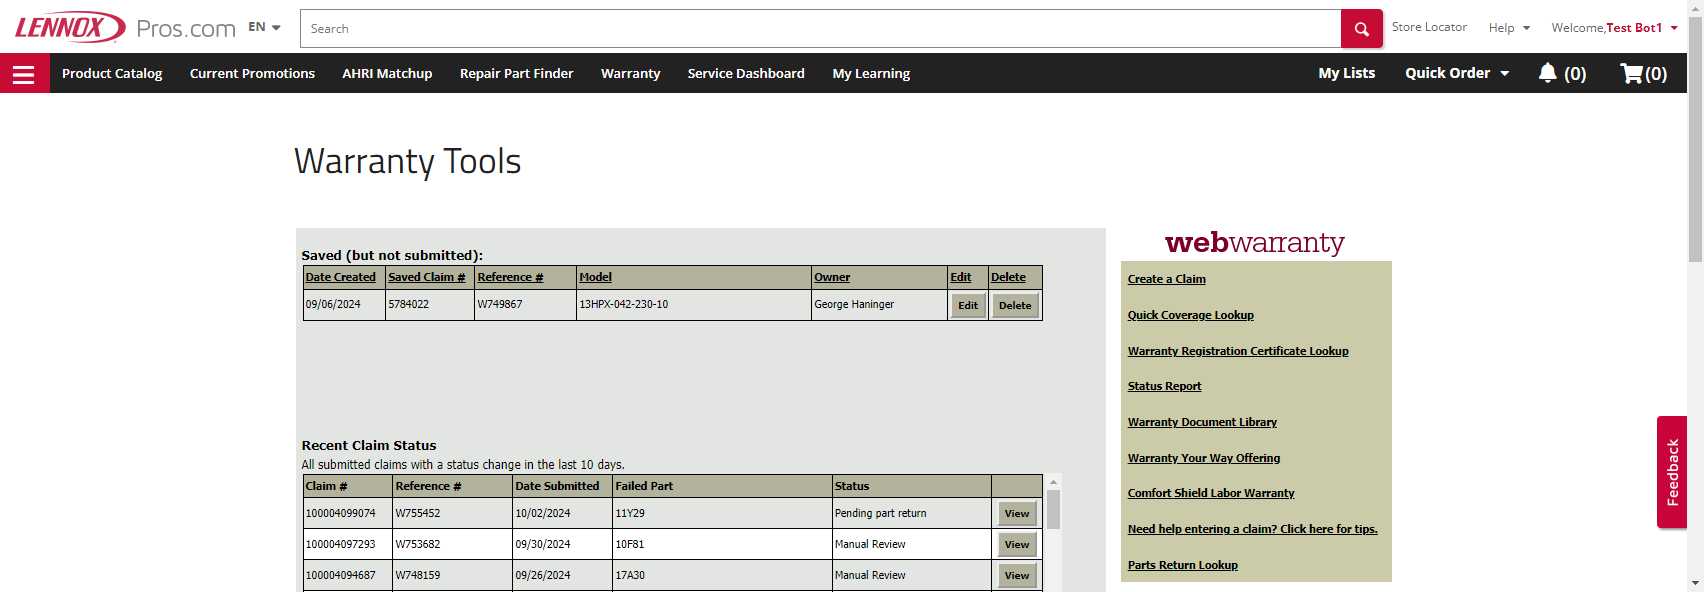 LENNOX Pros.com EN Search Store Locator Help Welcome,Test Bot1
Product Catalog Current Promotions AHRI Matchup Repair Part Finder Warranty Service Dashboard My Learning My Lists Quick Order (0) (0)
Warranty Tools
Saved (but not submitted):
Date Created Saved Claim # Reference # Model Owner Edit Delete
09/06/2024 5784022 W749867 13HPX-042-230-10 George Haninger Edit Delete
Recent Claim Status
All submitted claims with a status change in the last 10 days.
Claim # Reference # Date Submitted Failed Part Status
100004099074 W755452 10/02/2024 11Y29 Pending part return View
100004097293 W753682 09/30/2024 10F81 Manual Review View
100004094687 W748159 09/26/2024 17A30 Manual Review View
webwarranty
Create a Claim
Quick Coverage Lookup
Warranty Registration Certificate Lookup
Status Report
Warranty Document Library
Warranty Your Way Offering
Comfort Shield Labor Warranty
Need help entering a claim? Click here for tips.
Parts Return Lookup
Feedback